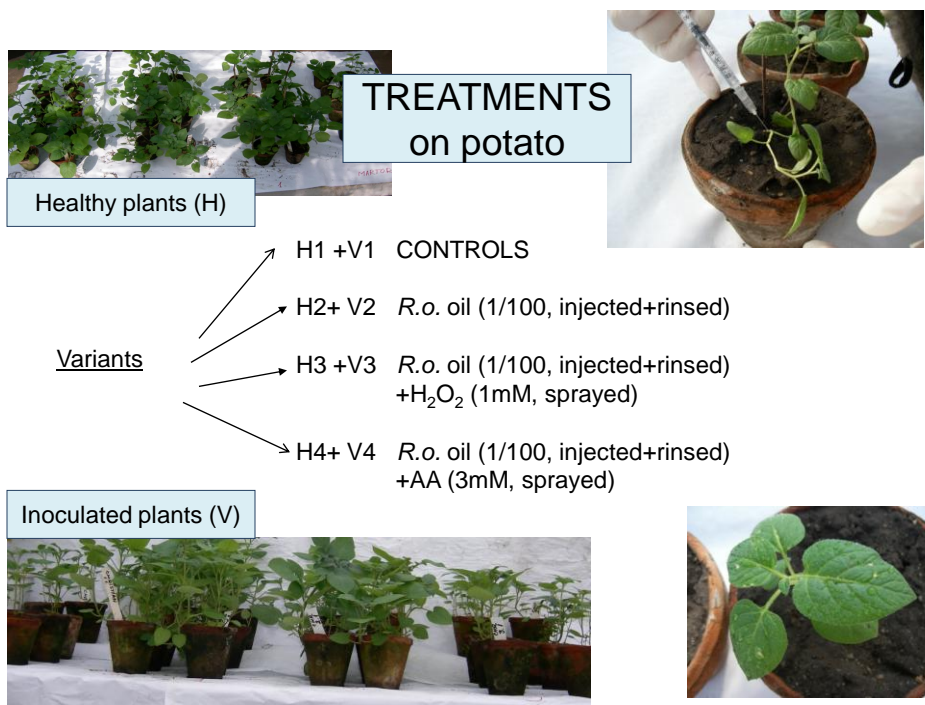 TREATMENTS
on potato
Healthy plants (H)
H1 +V1 CONTROLS
H2+ V2 R.o. oil (1/100, injected+rinsed)
Variants
H3 +V3 R.o. oil (1/100, injected+rinsed)
+H₂O₂ (1mM, sprayed)
H4+ V4 R.o. oil (1/100, injected+rinsed)
+AA (3mM, sprayed)
Inoculated plants (V)